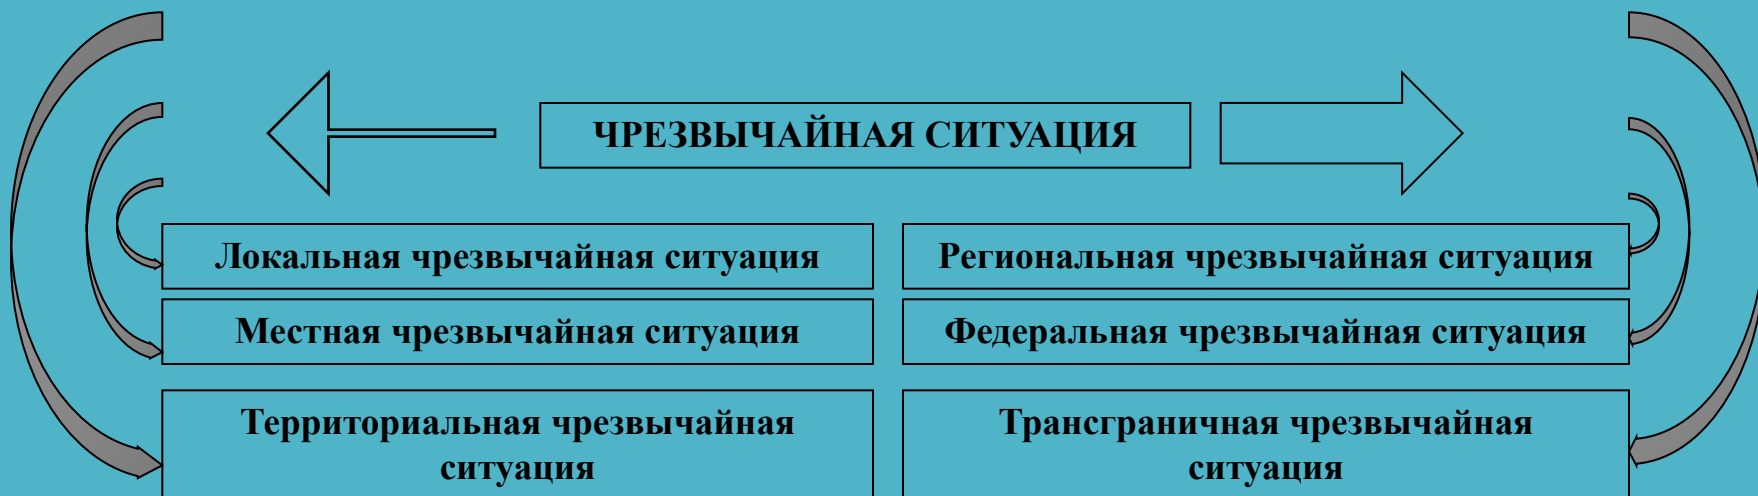 ЧРЕЗВЫЧАЙНАЯ СИТУАЦИЯ
Локальная чрезвычайная ситуация
Региональная чрезвычайная ситуация
Местная чрезвычайная ситуация
Федеральная чрезвычайная ситуация
Территориальная чрезвычайная
ситуация
Трансграничная чрезвычайная
ситуация